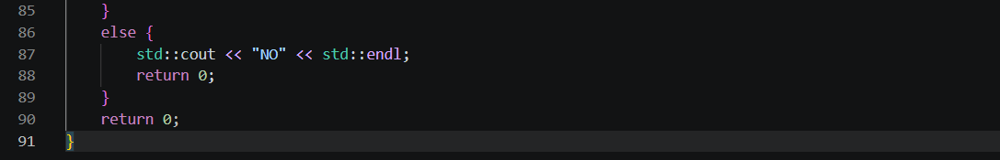 85 }
86 else {
87 std::cout << "NO" << std::endl;
88 return 0;
89 }
90 return 0;
91 }